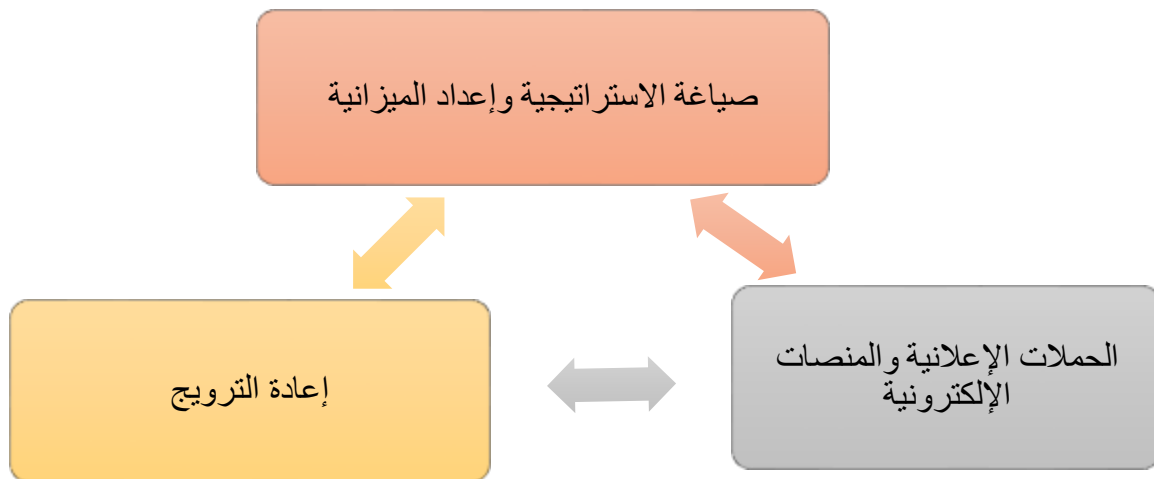 صياغة الاستراتيجية وإعداد الميزانية
الحملات الإعلانية والمنصات
الإلكترونية
إعادة الترويج